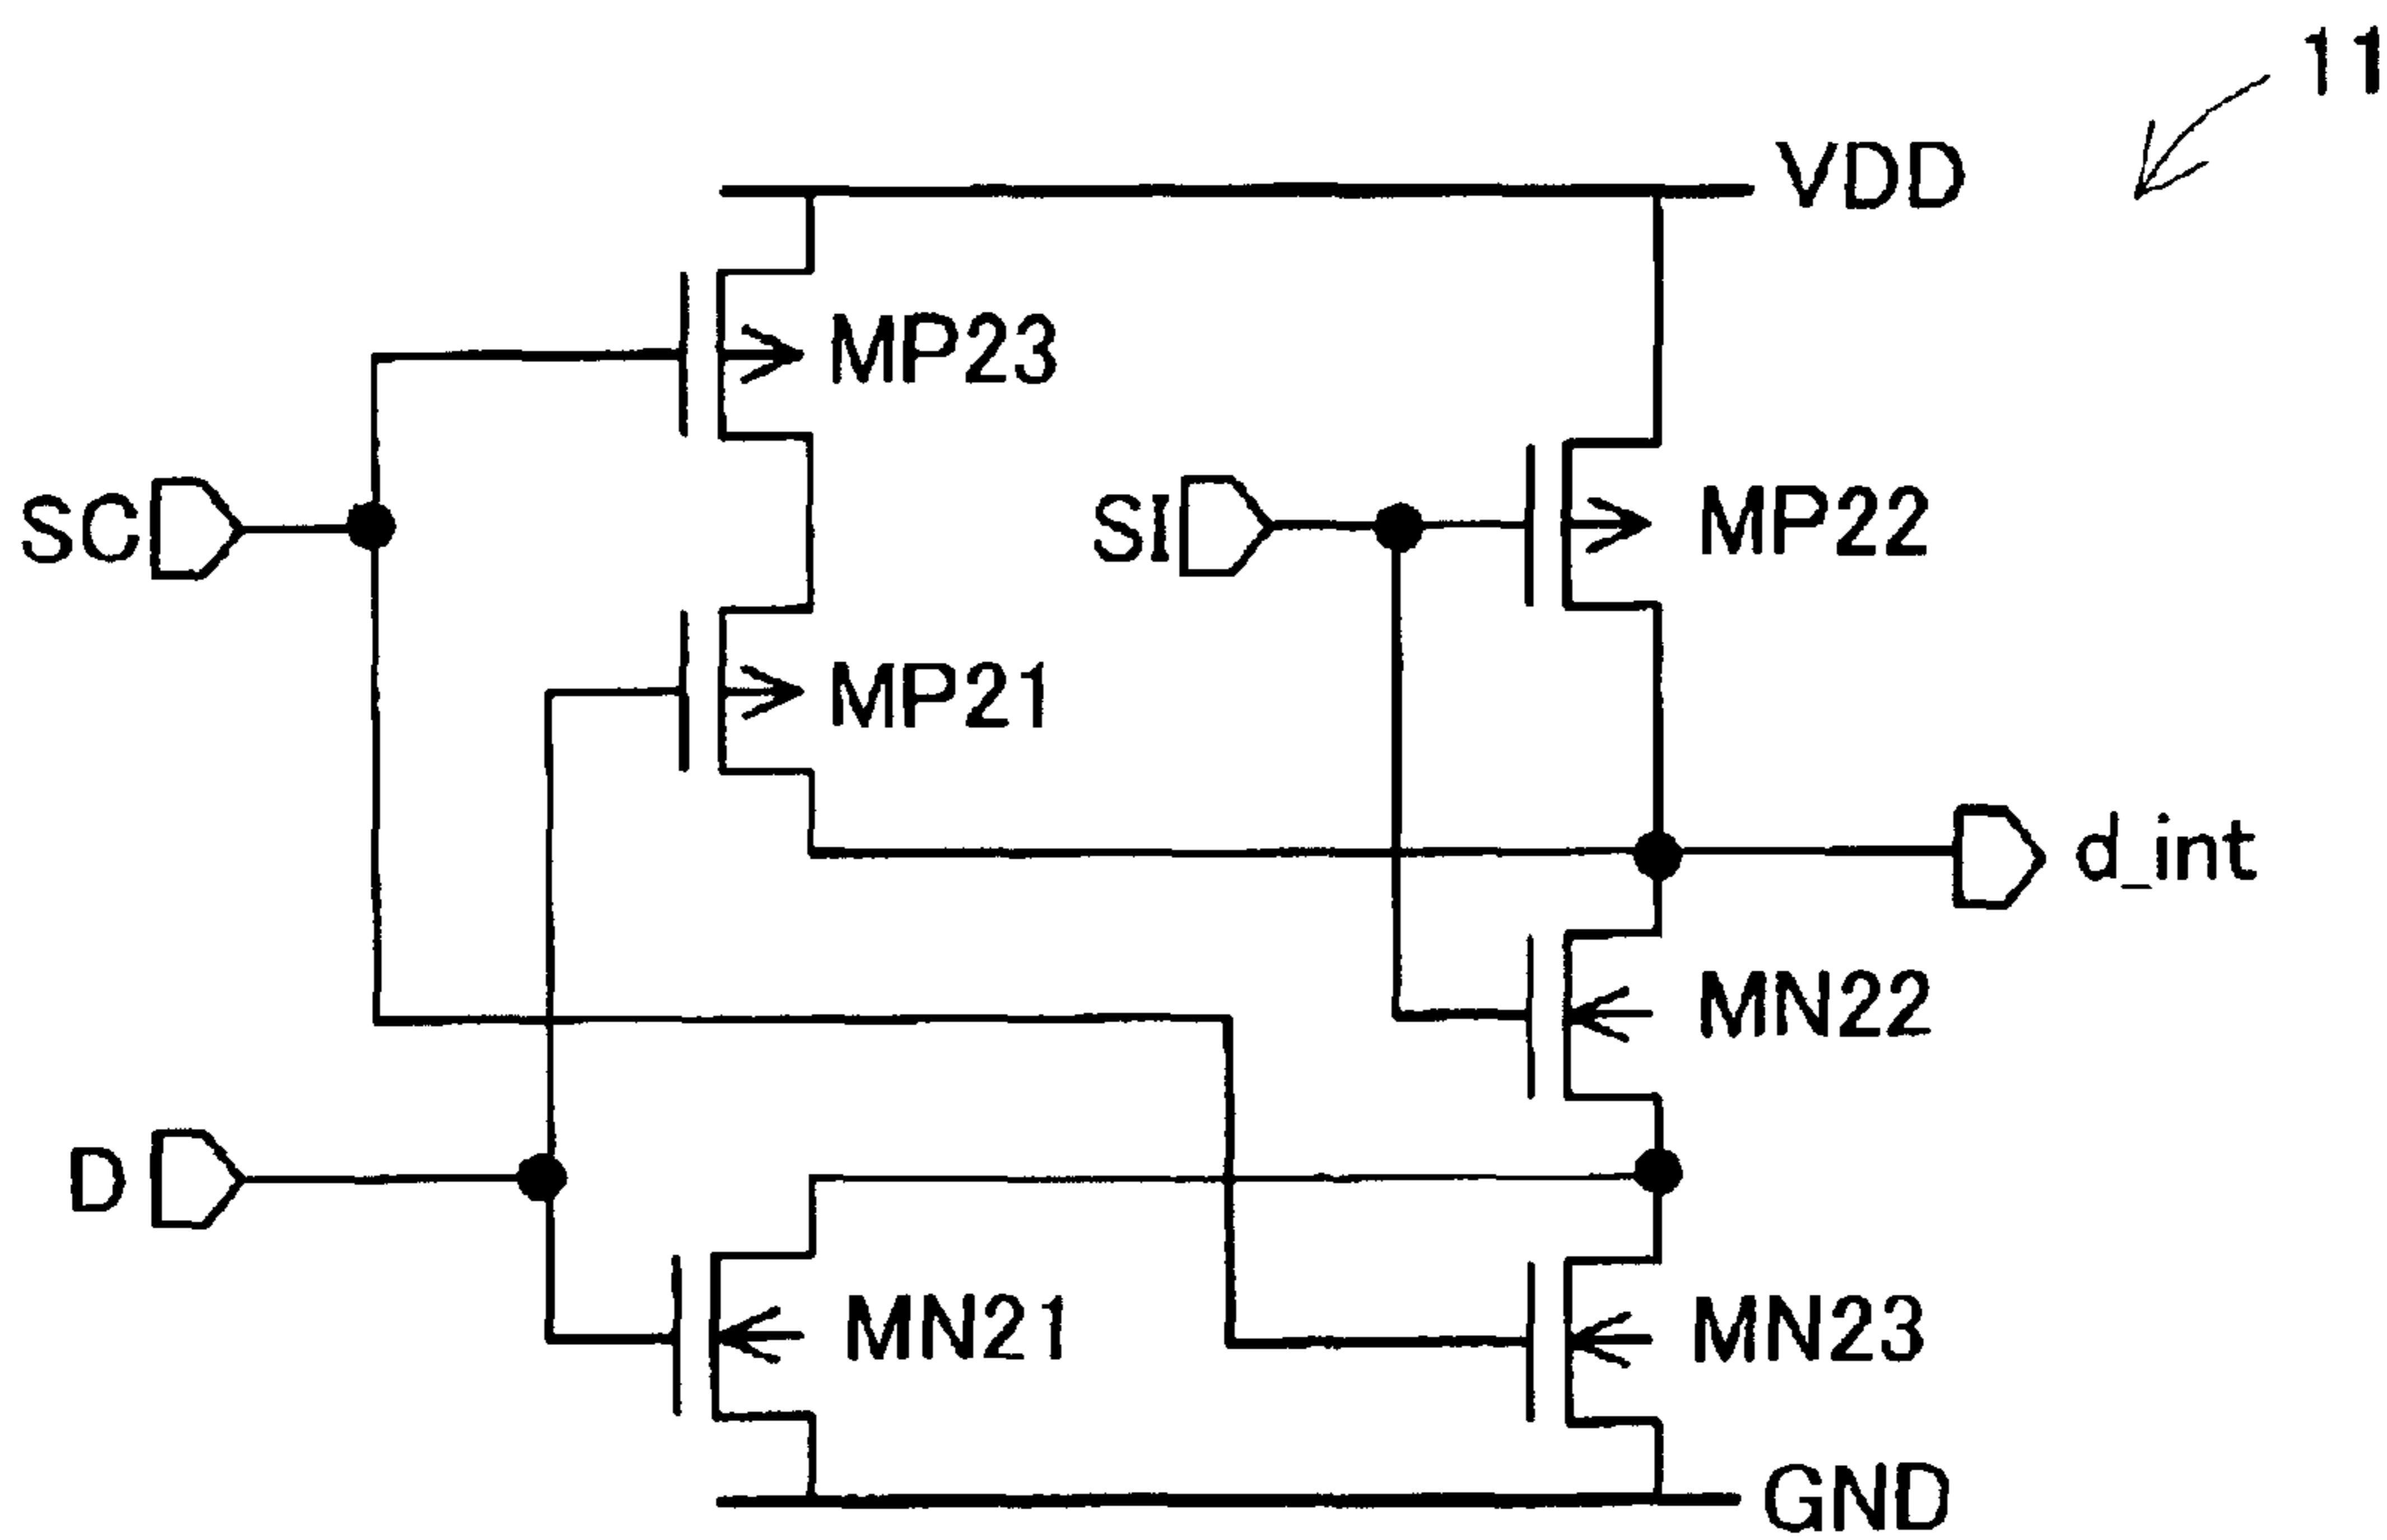 11
VDD
MP23
SC
SI
MP22
MP21
d_int
MN22
D
MN21
MN23
GND